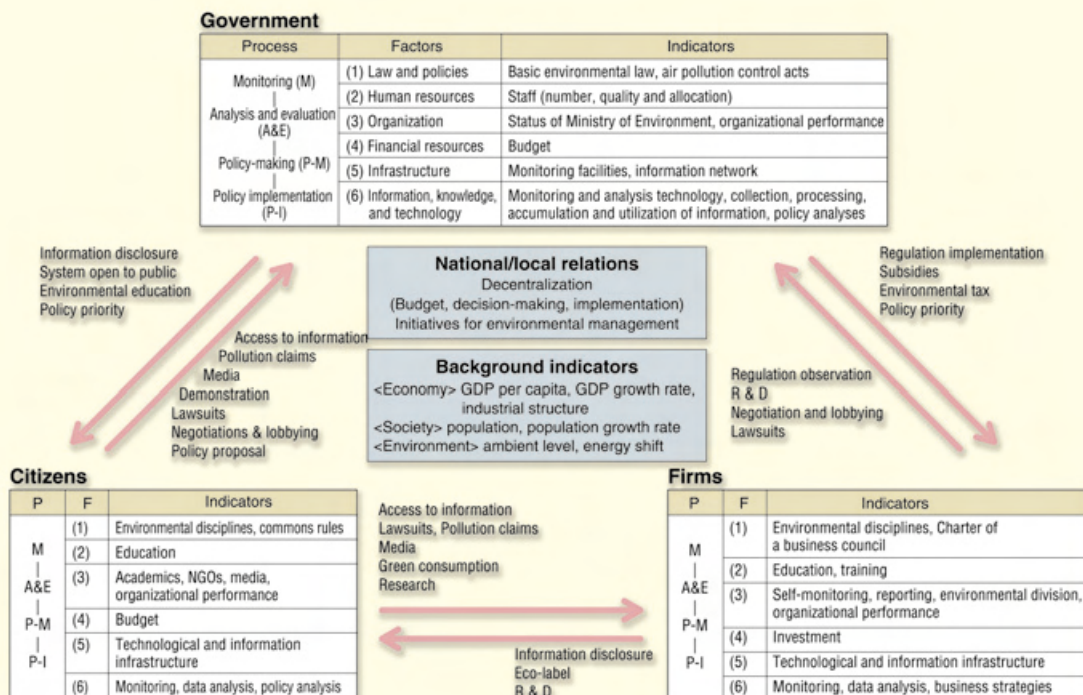 Government
Process Factors Indicators
Monitoring (M)
Analysis and evaluation
(A&E)
Policy-making (P-M)
Policy implementation
(P-I)
(1) Law and policies Basic environmental law, air pollution control acts
(2) Human resources Staff (number, quality and allocation)
(3) Organization Status of Ministry of Environment, organizational performance
(4) Financial resources Budget
(5) Infrastructure Monitoring facilities, information network
(6) Information, knowledge, Monitoring and analysis technology, collection, processing,
and technology accumulation and utilization of information, policy analyses
Information disclosure
System open to public
Environmental education
Policy priority
Access to information
Pollution claims
Media
Demonstration
Lawsuits
Negotiations & lobbying
Policy proposal
National/local relations
Decentralization
(Budget, decision-making, implementation)
Initiatives for environmental management
Background indicators
<Economy> GDP per capita, GDP growth rate,
industrial structure
<Society> population, population growth rate
<Environment> ambient level, energy shift
Regulation implementation
Subsidies
Environmental tax
Policy priority
Regulation observation
R & D
Negotiation and lobbying
Lawsuits
Citizens
P F Indicators
M
A&E
P-M
P-I
(1) Environmental disciplines, commons rules
(2) Education
(3) Academics, NGOs, media,
organizational performance
(4) Budget
(5) Technological and information
infrastructure
(6) Monitoring, data analysis, policy analysis
Access to information
Lawsuits, Pollution claims
Media
Green consumption
Research
Information disclosure
Eco-label
R & D
Firms
P F Indicators
M
A&E
P-M
P-I
(1) Environmental disciplines, Charter of
a business council
(2) Education, training
(3) Self-monitoring, reporting, environmental division,
organizational performance
(4) Investment
(5) Technological and information infrastructure
(6) Monitoring, data analysis, business strategies